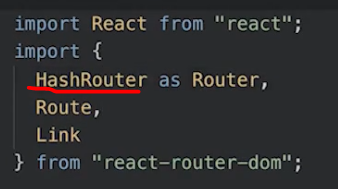 import React from "react";
import {
HashRouter as Router,
Route,
Link
} from "react-router-dom";